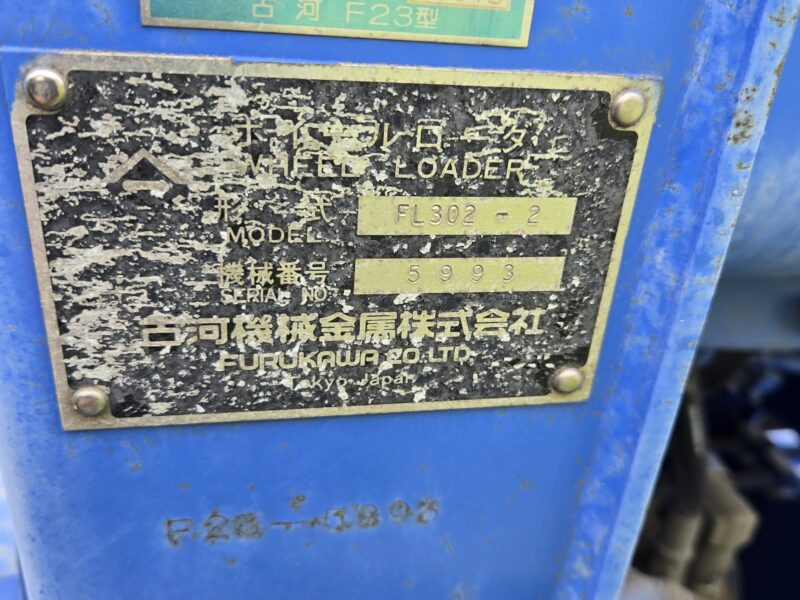 古河 F23型
ホイールローダ
WHEEL LOADER
形式 FL302-2
MODEL
機械番号 5993
SERIAL NO.
古河機械金属株式会社
FURUKAWA CO.LTD.
Tokyo Japan